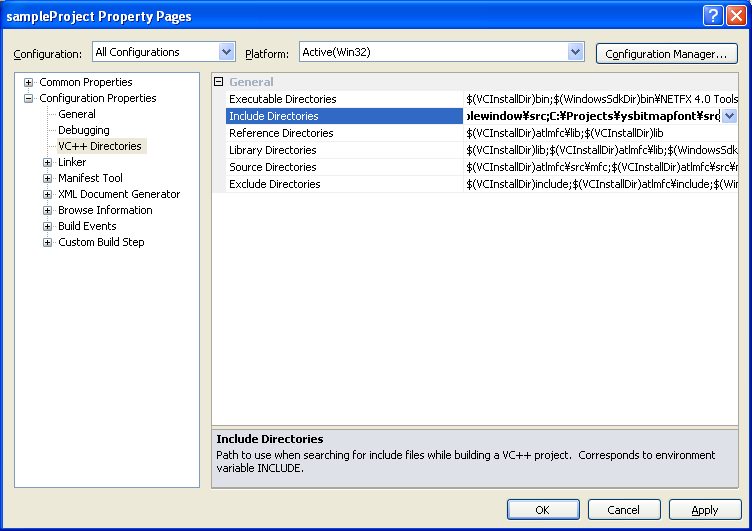 sampleProject Property Pages
Configuration: All Configurations Platform: Active(Win32) Configuration Manager...
Common Properties
Configuration Properties
General
Debugging
VC++ Directories
Linker
Manifest Tool
XML Document Generator
Browse Information
Build Events
Custom Build Step
General
Executable Directories $(VCInstallDir)bin;$(WindowsSdkDir)bin¥NETFX 4.0 Tools
Include Directories lewindow¥src;C:¥Projects¥ysbitmapfont¥src
Reference Directories $(VCInstallDir)atlmfc¥lib;$(VCInstallDir)lib
Library Directories $(VCInstallDir)lib;$(VCInstallDir)atlmfc¥lib;$(WindowsSdk
Source Directories $(VCInstallDir)atlmfc¥src¥mfc;$(VCInstallDir)atlmfc¥src¥m
Exclude Directories $(VCInstallDir)include;$(VCInstallDir)atlmfc¥include;$(Win
Include Directories
Path to use when searching for include files while building a VC++ project. Corresponds to environment
variable INCLUDE.
OK Cancel Apply